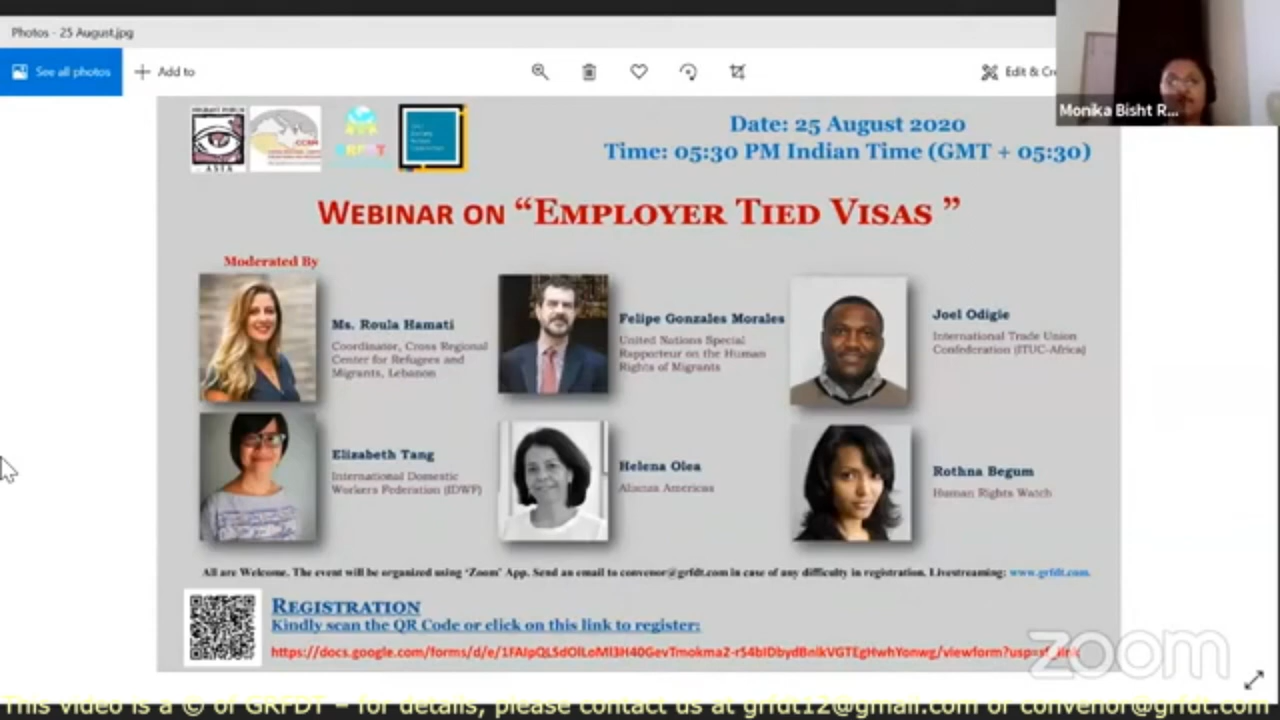 Photos - 25 August.jpg
See all photos
Add to
Edit & Cr
Monika Bisht R...
MIGRANT FORUM
ASIA
CCRM
GRFDT
Date: 25 August 2020
Time: 05:30 PM Indian Time (GMT + 05:30)
WEBINAR ON “EMPLOYER TIED VISAS ”
Moderated By
Ms. Roula Hamati
Coordinator, Cross Regional
Center for Refugees and
Migrants, Lebanon
Felipe Gonzales Morales
United Nations Special
Rapporteur on the Human
Rights of Migrants
Joel Odigie
International Trade Union
Confederation (ITUC-Africa)
Elizabeth Tang
International Domestic
Workers Federation (IDWF)
Helena Olea
Alianza Americas
Rothna Begum
Human Rights Watch
All are Welcome. The event will be organized using ‘Zoom’ App. Send an email to convenor@grfdt.com in case of any difficulty in registration. Livestreaming: www.grfdt.com.
REGISTRATION
Kindly scan the QR Code or click on this link to register:
zoom
This video is a © of GRFDT – for details, please contact us at grfdt12@gmail.com or convenor@grfdt.com